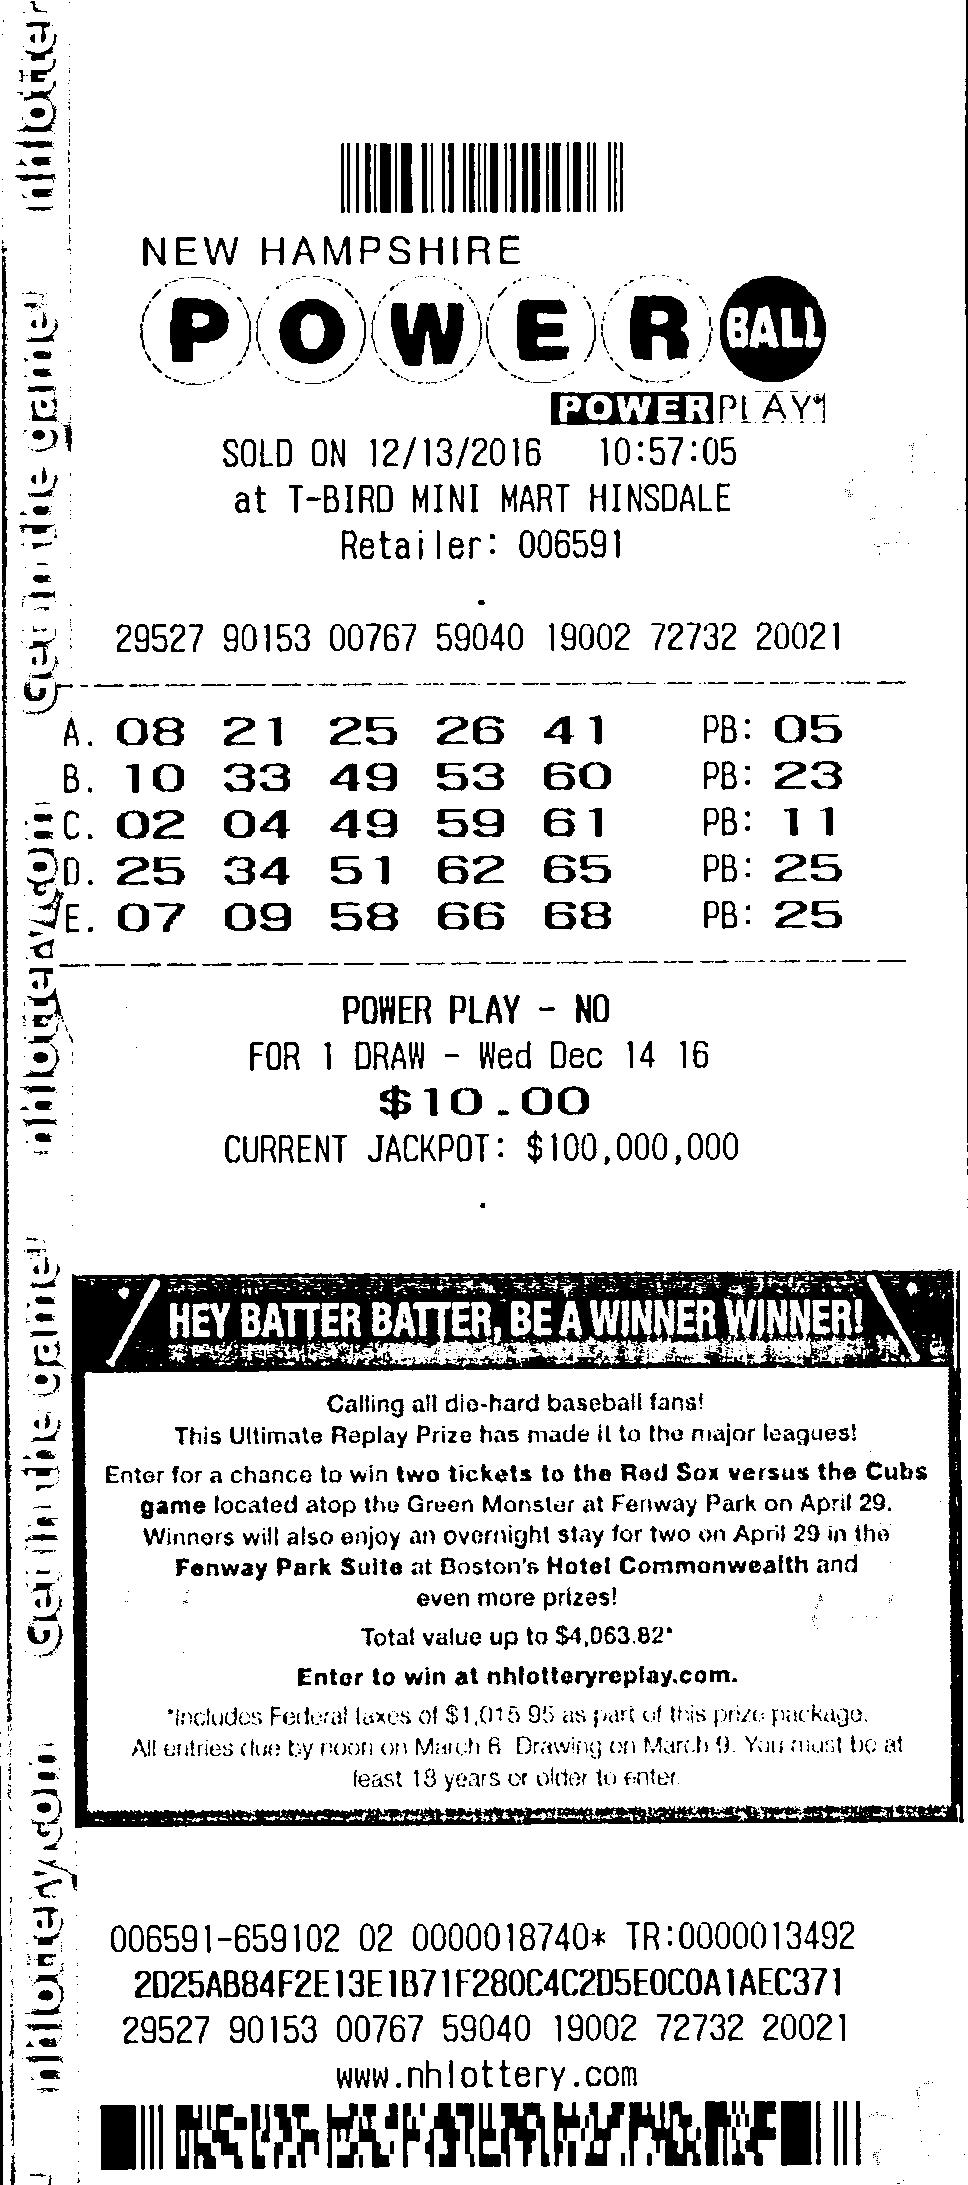 NEW HAMPSHIRE
POWER BALL
POWERPLAY
SOLD ON 12/13/2016 10:57:05
at T-BIRD MINI MART HINSDALE
Retailer: 006591
29527 90153 00767 59040 19002 72732 20021
A. 08 21 25 26 41 PB: 05
B. 10 33 49 53 60 PB: 23
C. 02 04 49 59 61 PB: 11
D. 25 34 51 62 65 PB: 25
E. 07 09 58 66 68 PB: 25
POWER PLAY - NO
FOR 1 DRAW - Wed Dec 14 16
$10.00
CURRENT JACKPOT: $100,000,000
HEY BATTER BATTER, BE A WINNER WINNER!
Calling all die-hard baseball fans!
This Ultimate Replay Prize has made it to the major leagues!
Enter for a chance to win two tickets to the Red Sox versus the Cubs
game located atop the Green Monster at Fenway Park on April 29.
Winners will also enjoy an overnight stay for two on April 29 in the
Fenway Park Suite at Boston's Hotel Commonwealth and
even more prizes!
Total value up to $4,063.82*
Enter to win at nhlotteryreplay.com.
*Includes Federal taxes of $1,015.95 as part of this prize package.
All entries due by noon on March 8. Drawing on March 9. You must be at
least 18 years or older to enter.
006591-659102 02 0000018740* TR:0000013492
2D25AB84F2E13E1B71F280C4C2D5E0C0A1AEC371
29527 90153 00767 59040 19002 72732 20021
www.nhlottery.com
Get in the game!
nhlottery.com
Get in the game!
nhlottery.com